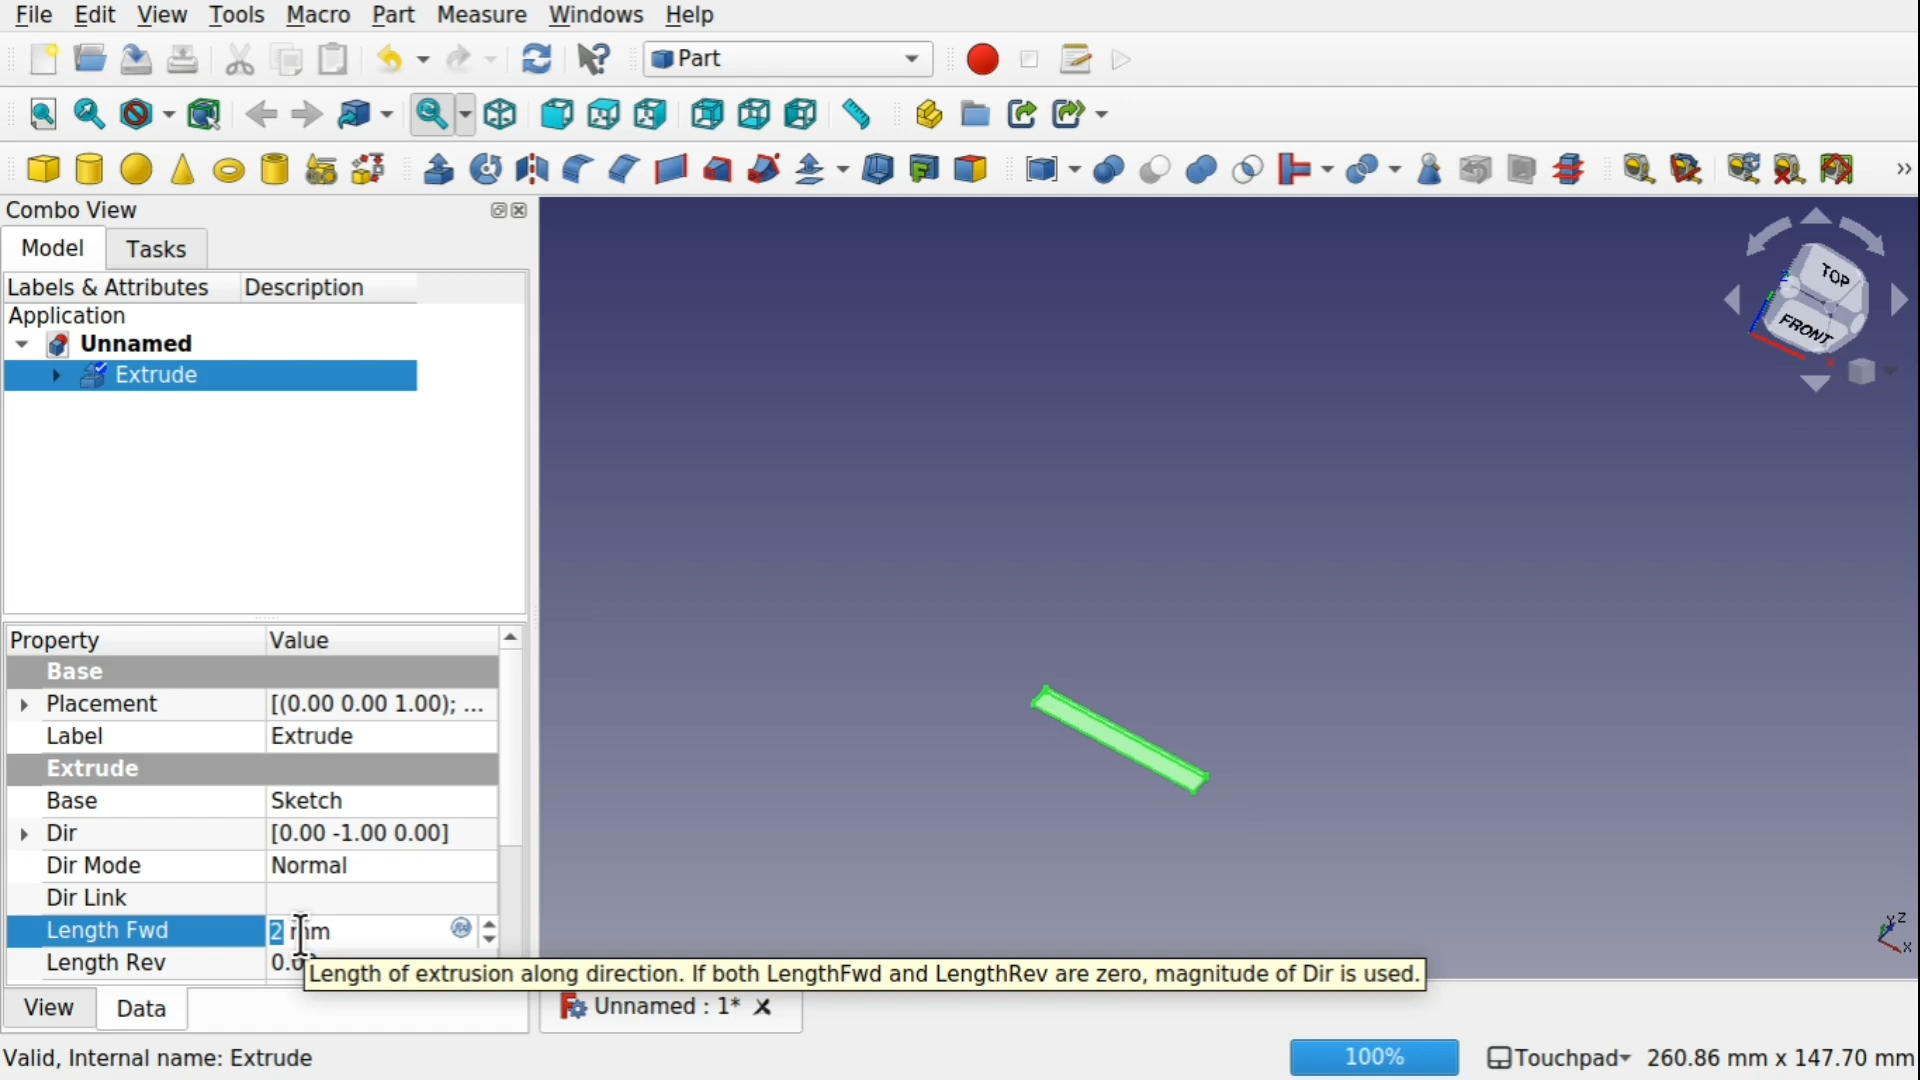 File Edit View Tools Macro Part Measure Windows Help
Part
Combo View
Model Tasks
Labels & Attributes Description
Application
Unnamed
Extrude
TOP
FRONT
Property Value
Base
Placement [(0.00 0.00 1.00); ...
Label Extrude
Extrude
Base Sketch
Dir [0.00 -1.00 0.00]
Dir Mode Normal
Dir Link
Length Fwd 2 mm
Length Rev 0.0
Length of extrusion along direction. If both LengthFwd and LengthRev are zero, magnitude of Dir is used.
Y Z
X
View Data
Unnamed : 1*
Valid, Internal name: Extrude
100% Touchpad 260.86 mm x 147.70 mm